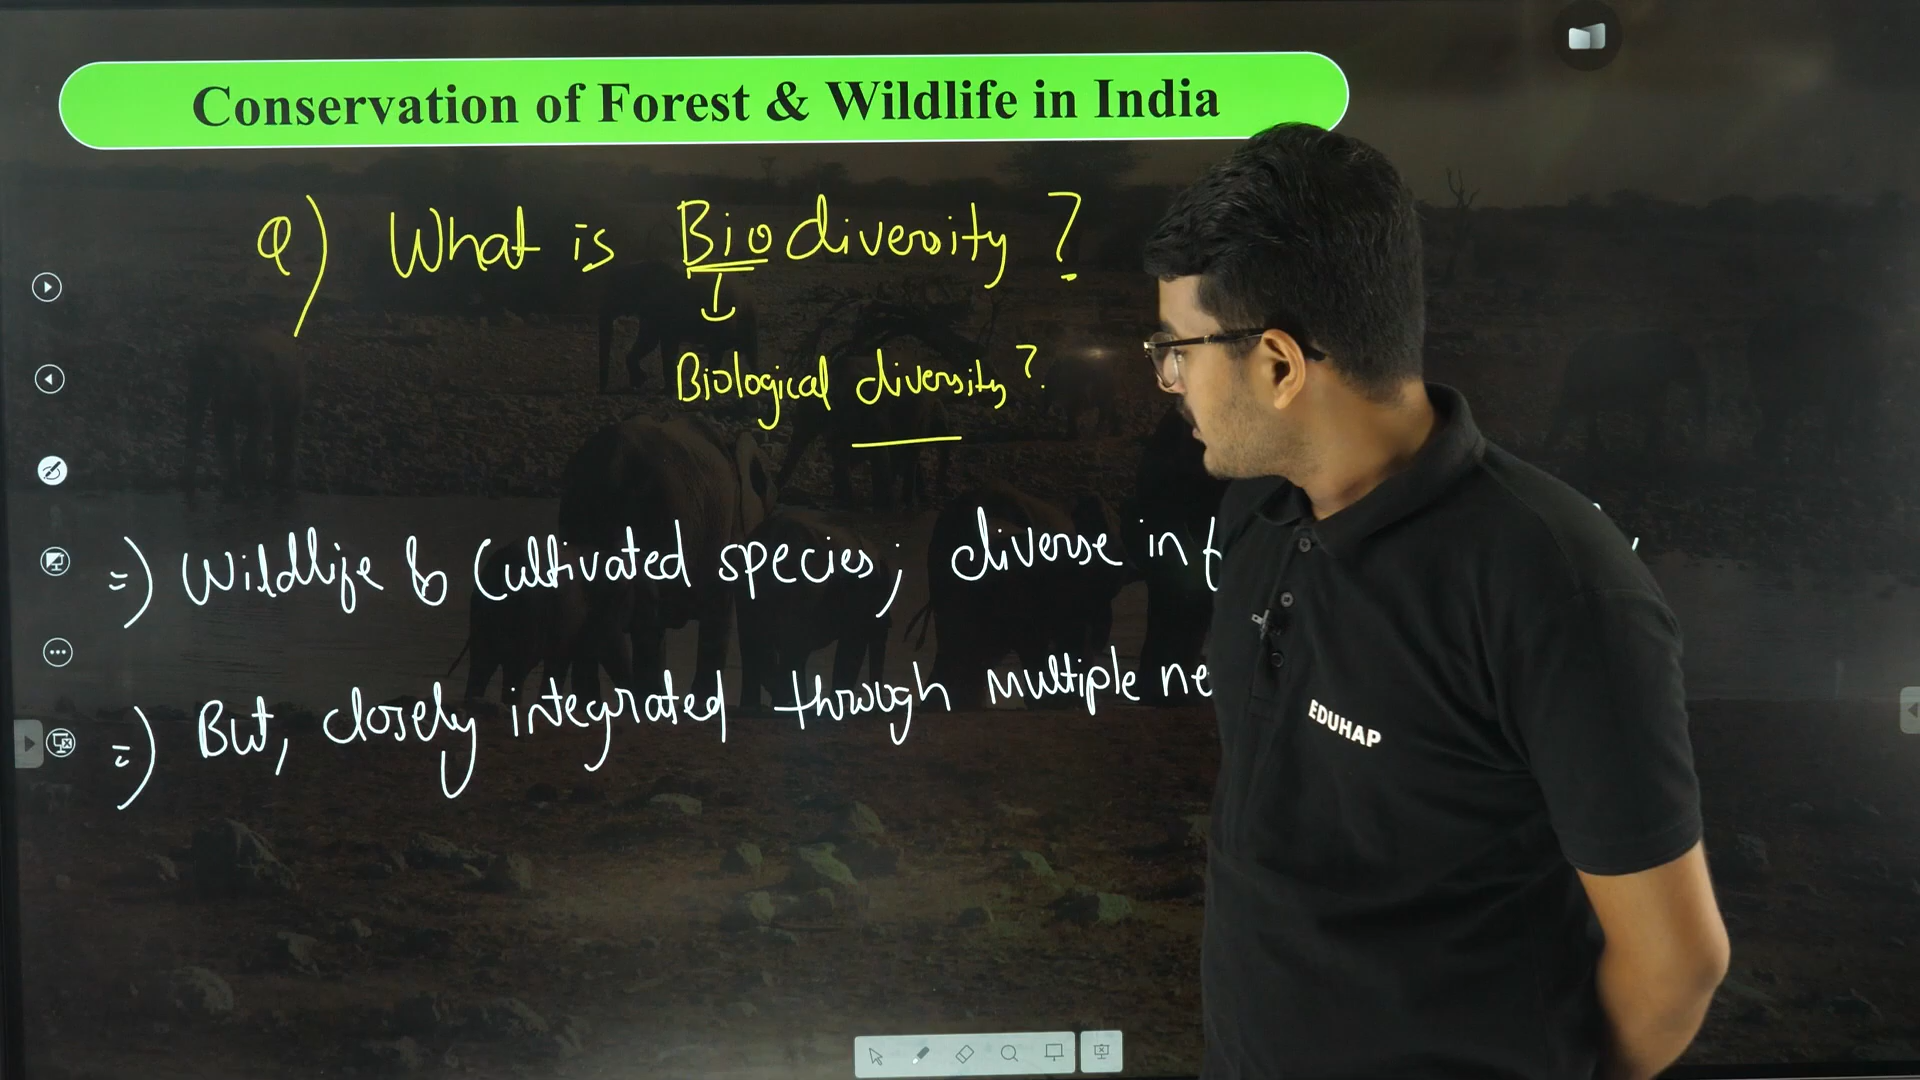 Conservation of Forest & Wildlife in India
Q) What is Biodiversity ?
Biological diversity ?
=) Wildlife & Cultivated species; diverse in
=) But, closely integrated through multiple
EDUHAP